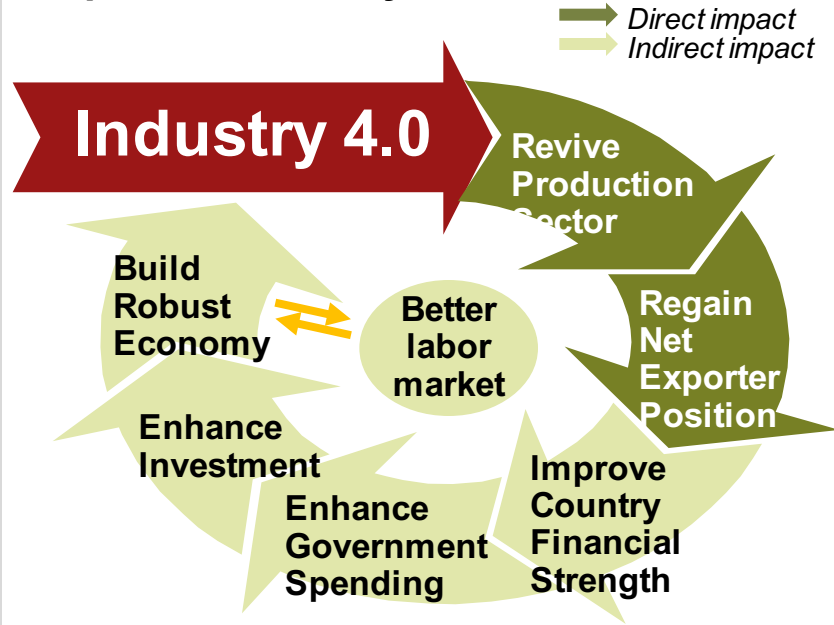 Direct impact
Indirect impact
Industry 4.0
Revive
Production
Sector
Regain
Net
Exporter
Position
Improve
Country
Financial
Strength
Enhance
Government
Spending
Enhance
Investment
Build
Robust
Economy
Better
labor
market